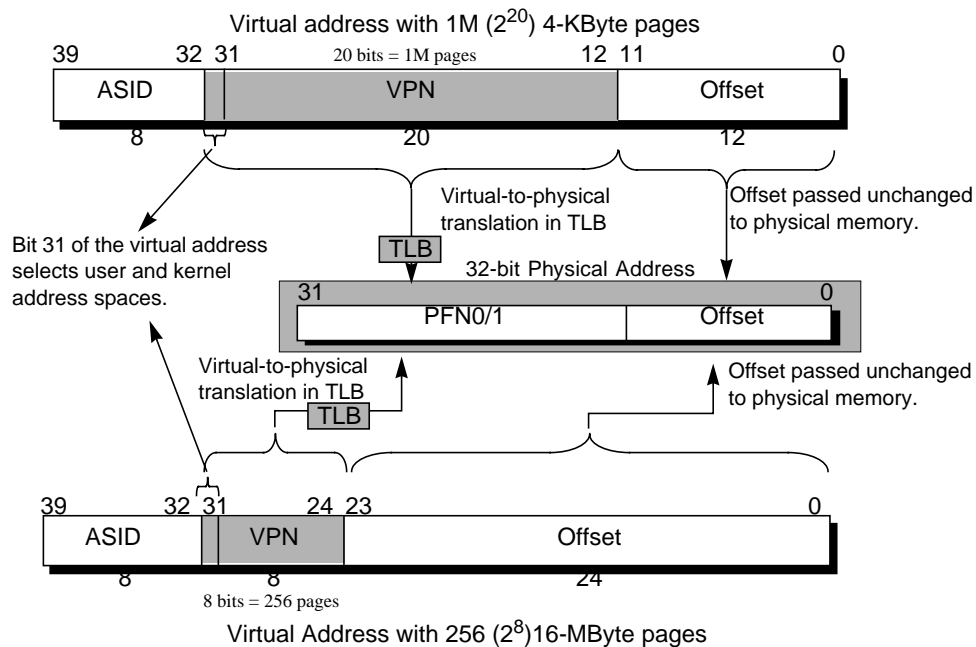 Virtual address with 1M (2^20) 4-KByte pages
39 32 31 20 bits = 1M pages 12 11 0
ASID VPN Offset
8 20 12
Virtual-to-physical
translation in TLB
Offset passed unchanged
to physical memory.
TLB
Bit 31 of the virtual address
selects user and kernel
address spaces.
32-bit Physical Address
31 0
PFN0/1 Offset
Virtual-to-physical
translation in TLB
TLB
Offset passed unchanged
to physical memory.
39 32 31 24 23 0
ASID VPN Offset
8 8 24
8 bits = 256 pages
Virtual Address with 256 (2^8)16-MByte pages